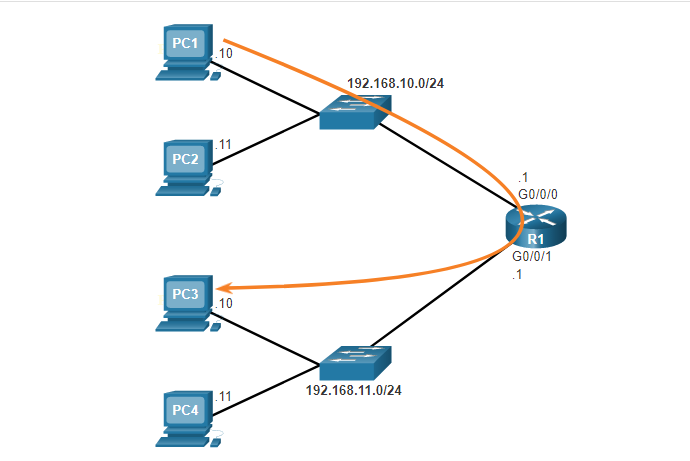 PC1
.10
192.168.10.0/24
PC2
.11
.1
G0/0/0
R1
G0/0/1
.1
PC3
.10
192.168.11.0/24
PC4
.11